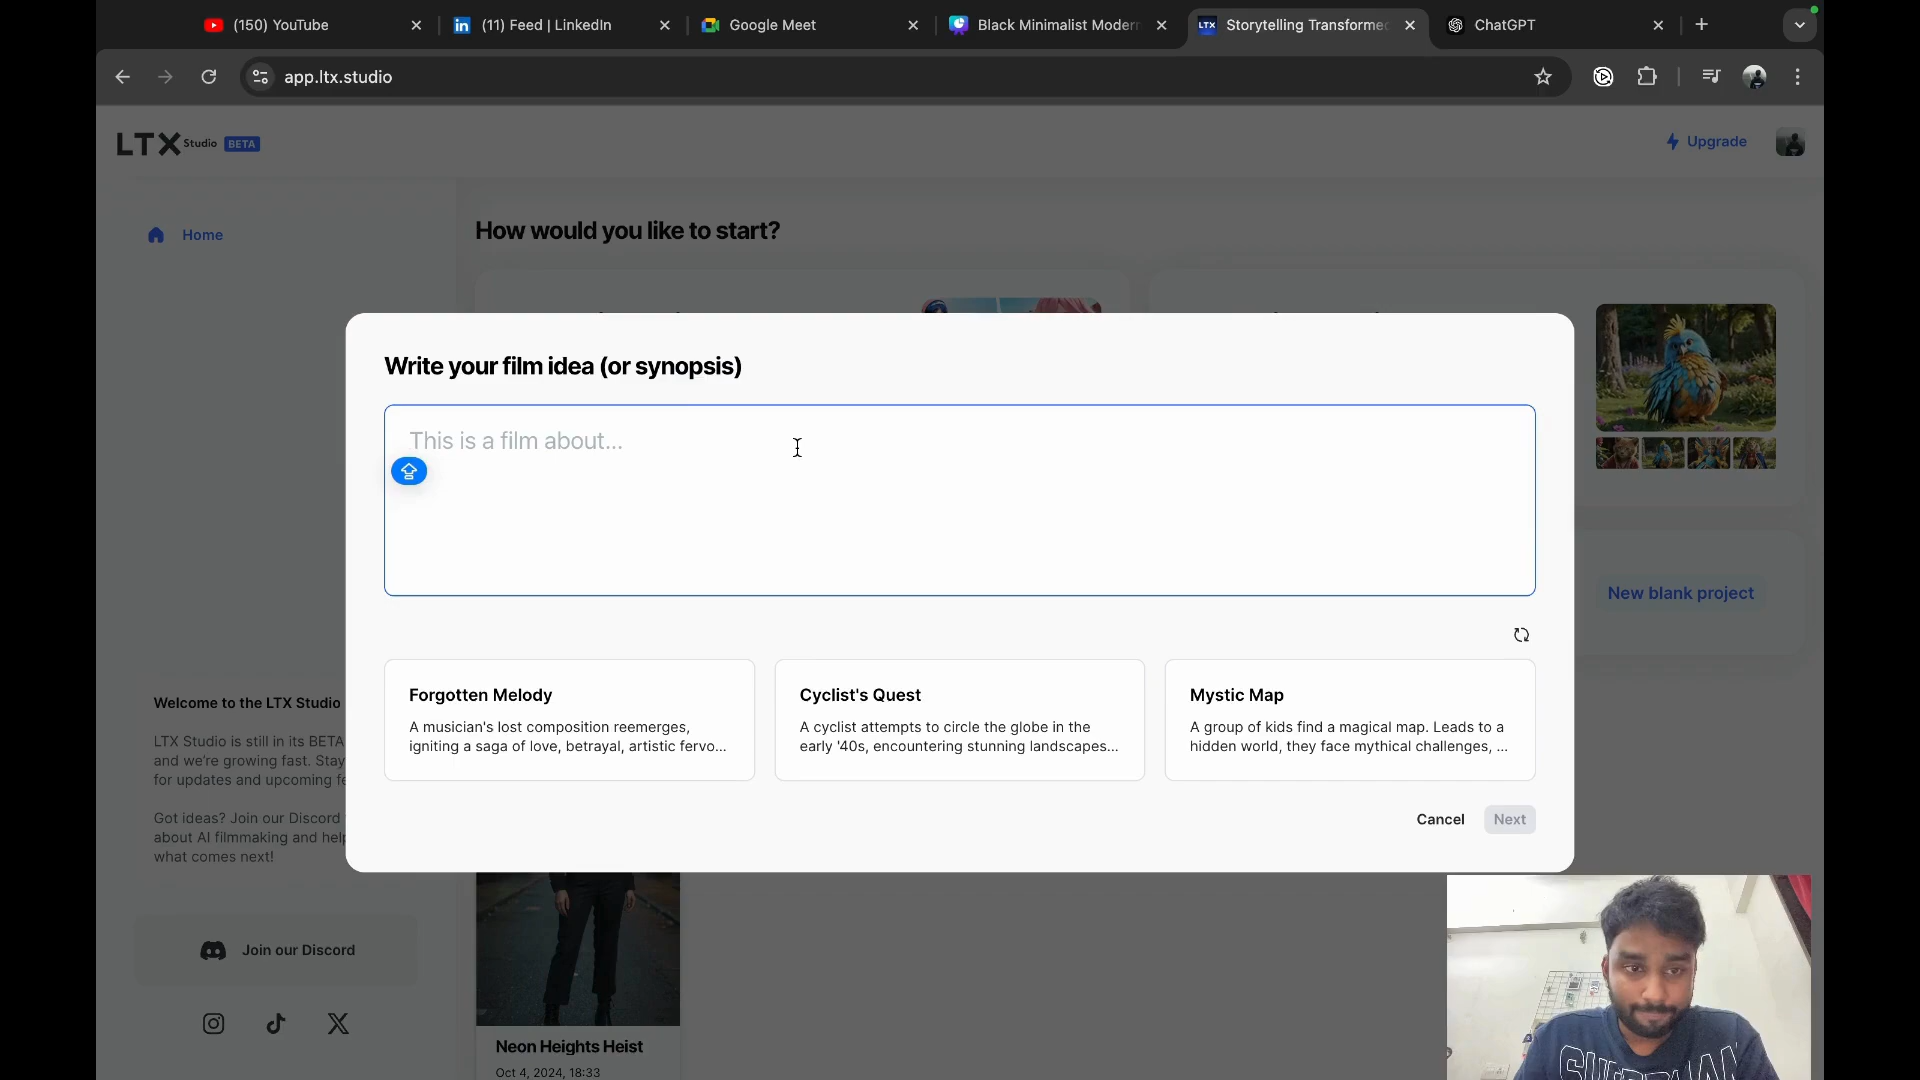 (150) YouTube
(11) Feed | LinkedIn
Google Meet
Black Minimalist Modern
Storytelling Transformed
ChatGPT
app.ltx.studio
LTX Studio BETA
Upgrade
Home
How would you like to start?
Write your film idea (or synopsis)
This is a film about...
New blank project
Forgotten Melody
A musician's lost composition reemerges,
igniting a saga of love, betrayal, artistic fervo...
Cyclist's Quest
A cyclist attempts to circle the globe in the
early '40s, encountering stunning landscapes...
Mystic Map
A group of kids find a magical map. Leads to a
hidden world, they face mythical challenges, ...
Cancel
Next
Welcome to the LTX Studio
LTX Studio is still in its BETA
and we're growing fast. Stay
for updates and upcoming fe
Got ideas? Join our Discord
about AI filmmaking and help
what comes next!
Join our Discord
Neon Heights Heist
Oct 4, 2024, 18:33